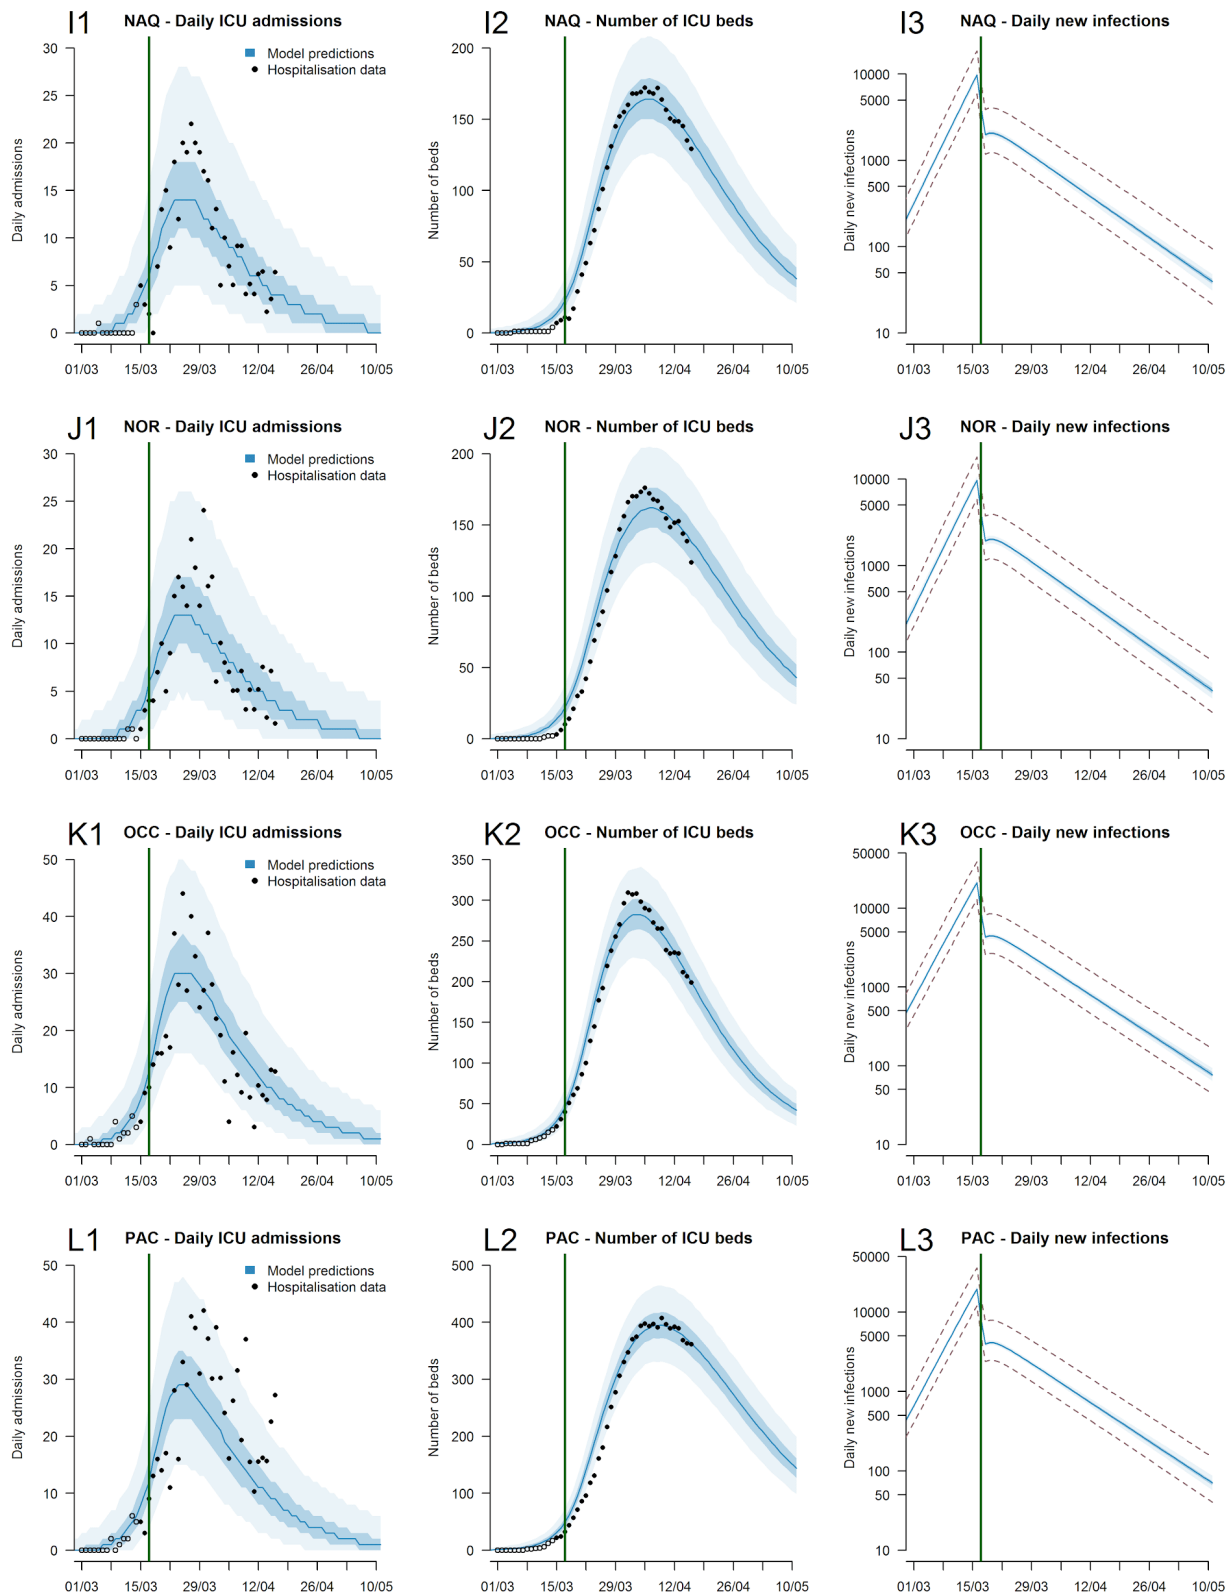 I1 NAQ - Daily ICU admissions
Model predictions
Hospitalisation data
Daily admissions
30
25
20
15
10
5
0
01/03 15/03 29/03 12/04 26/04 10/05
I2 NAQ - Number of ICU beds
Number of beds
200
150
100
50
0
01/03 15/03 29/03 12/04 26/04 10/05
I3 NAQ - Daily new infections
Daily new infections
10000
5000
1000
500
100
50
10
01/03 15/03 29/03 12/04 26/04 10/05
J1 NOR - Daily ICU admissions
Model predictions
Hospitalisation data
Daily admissions
30
25
20
15
10
5
0
01/03 15/03 29/03 12/04 26/04 10/05
J2 NOR - Number of ICU beds
Number of beds
200
150
100
50
0
01/03 15/03 29/03 12/04 26/04 10/05
J3 NOR - Daily new infections
Daily new infections
10000
5000
1000
500
100
50
10
01/03 15/03 29/03 12/04 26/04 10/05
K1 OCC - Daily ICU admissions
Model predictions
Hospitalisation data
Daily admissions
50
40
30
20
10
0
01/03 15/03 29/03 12/04 26/04 10/05
K2 OCC - Number of ICU beds
Number of beds
350
300
250
200
150
100
50
0
01/03 15/03 29/03 12/04 26/04 10/05
K3 OCC - Daily new infections
Daily new infections
50000
10000
5000
1000
500
100
50
10
01/03 15/03 29/03 12/04 26/04 10/05
L1 PAC - Daily ICU admissions
Model predictions
Hospitalisation data
Daily admissions
50
40
30
20
10
0
01/03 15/03 29/03 12/04 26/04 10/05
L2 PAC - Number of ICU beds
Number of beds
500
400
300
200
100
0
01/03 15/03 29/03 12/04 26/04 10/05
L3 PAC - Daily new infections
Daily new infections
50000
10000
5000
1000
500
100
50
10
01/03 15/03 29/03 12/04 26/04 10/05